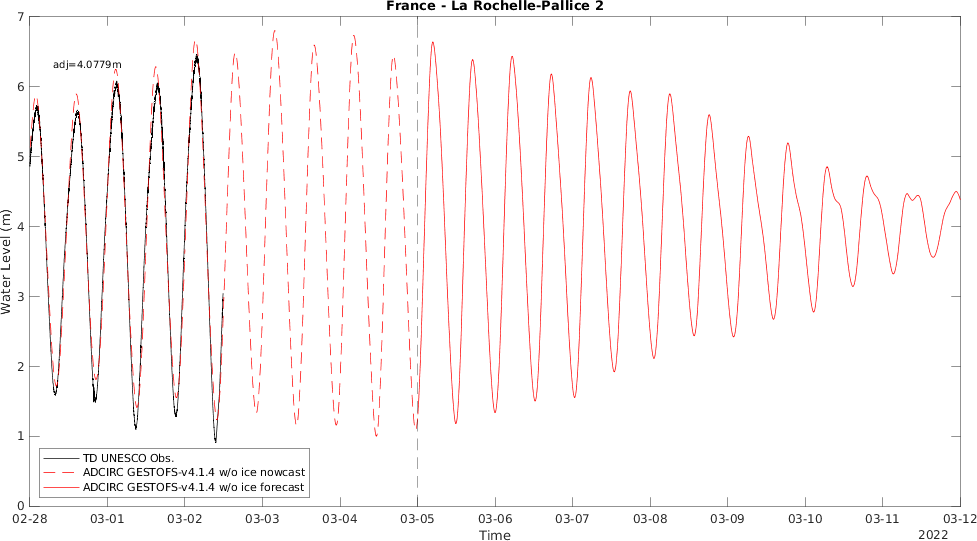 France - La Rochelle-Pallice 2
7
6
5
4
3
2
1
0
Water Level (m)
adj=4.0779m
TD UNESCO Obs.
ADCIRC GESTOFS-v4.1.4 w/o ice nowcast
ADCIRC GESTOFS-v4.1.4 w/o ice forecast
02-28 03-01 03-02 03-03 03-04 03-05 03-06 03-07 03-08 03-09 03-10 03-11 03-12
Time
2022